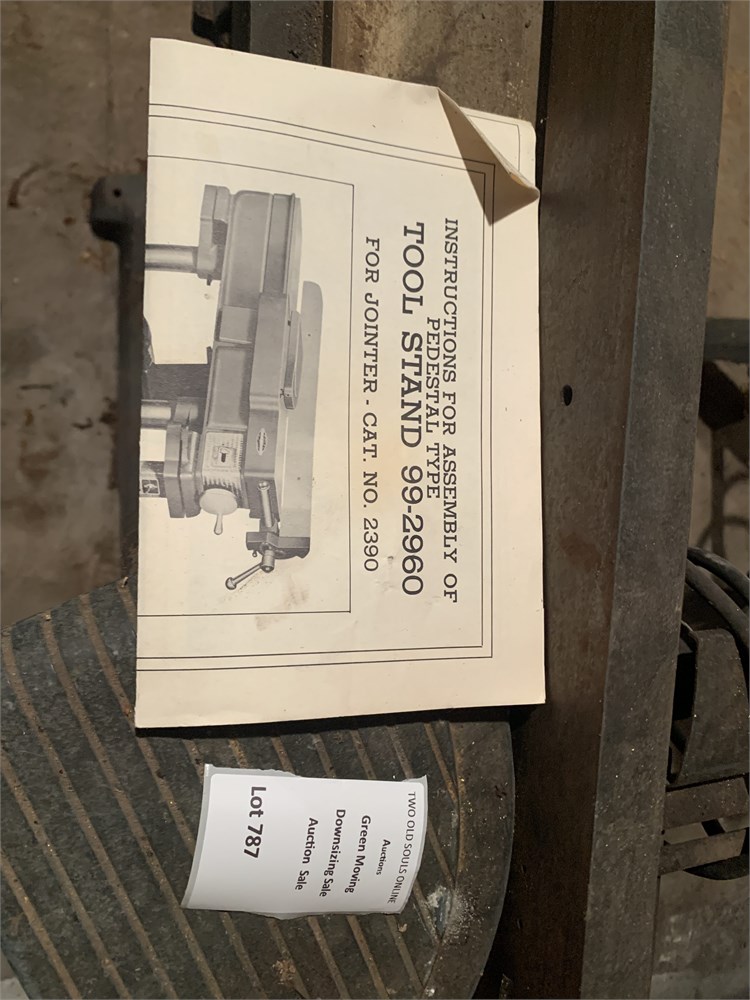 INSTRUCTIONS FOR ASSEMBLY OF
PEDESTAL TYPE
TOOL STAND 99-2960
FOR JOINTER - CAT. NO. 2390
TWO OLD SOULS ONLINE
Auctions
Green Moving
Downsizing Sale
Auction Sale
Lot 787